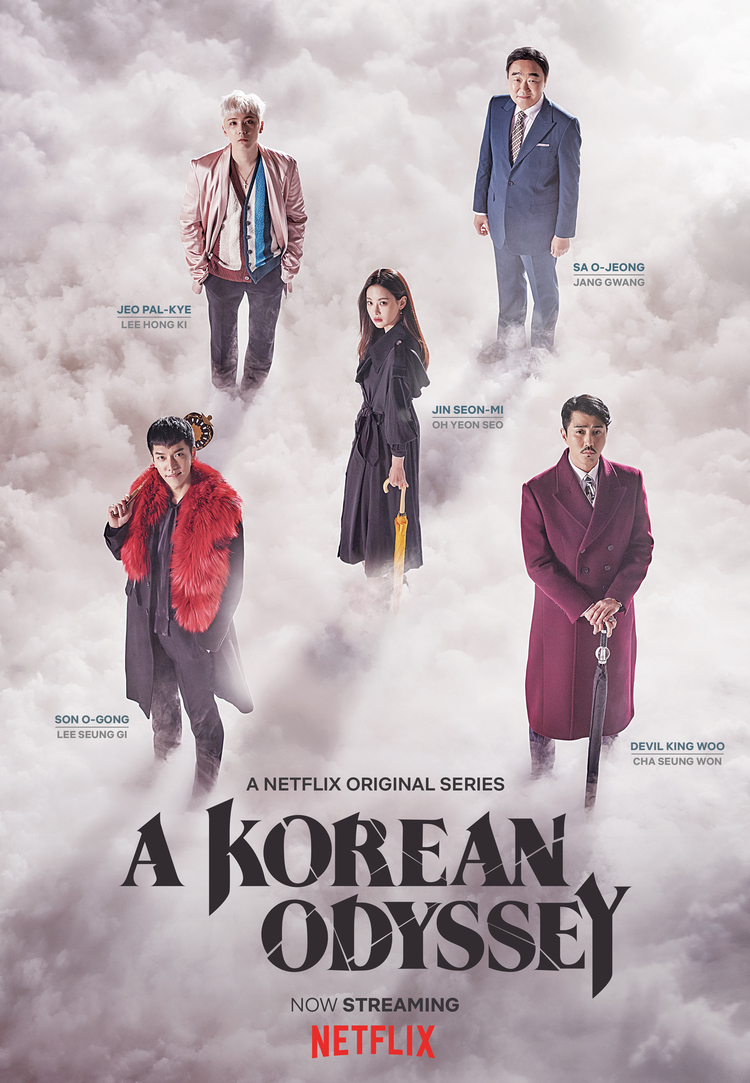 SA O-JEONG
JANG GWANG
JEO PAL-KYE
LEE HONG KI
JIN SEON-MI
OH YEON SEO
SON O-GONG
LEE SEUNG GI
DEVIL KING WOO
CHA SEUNG WON
A NETFLIX ORIGINAL SERIES
A KOREAN
ODYSSEY
NOW STREAMING
NETFLIX